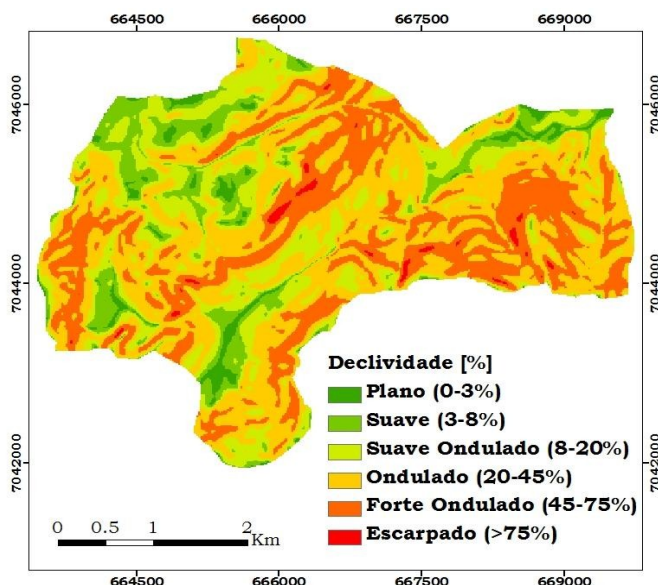 664500 666000 667500 669000
7046000 7046000
7044000 7044000
7042000 7042000
Declividade [%]
Plano (0-3%)
Suave (3-8%)
Suave Ondulado (8-20%)
Ondulado (20-45%)
Forte Ondulado (45-75%)
Escarpado (>75%)
0 0.5 1 2
Km
664500 666000 667500 669000